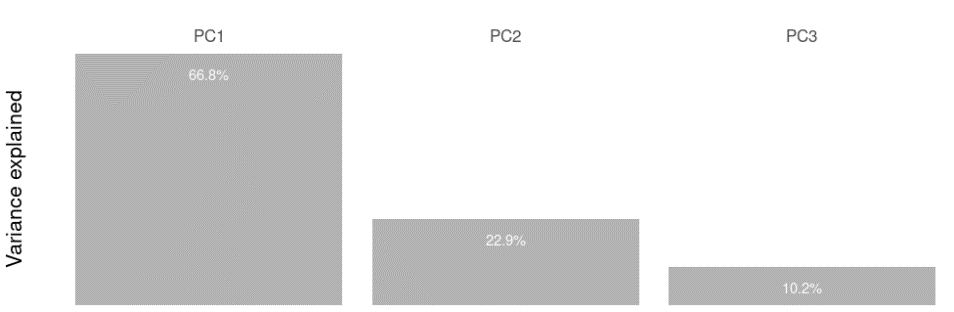 PC1
PC2
PC3
66.8%
22.9%
10.2%
Variance explained